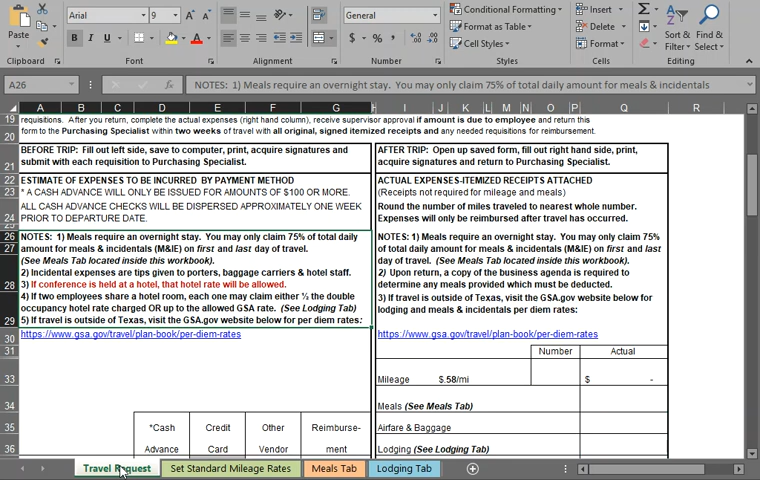 Paste
Clipboard
Arial 9
B I U
Font
Alignment
General
$ % , .00 .0
Number
Conditional Formatting
Format as Table
Cell Styles
Styles
Insert
Delete
Format
Cells
Sort & Filter
Find & Select
Editing
A26 fx NOTES: 1) Meals require an overnight stay. You may only claim 75% of total daily amount for meals & incidentals
A B C D E F G H I J K L M N O P Q R
19 requisitions. After you return, complete the actual expenses (right hand column), receive supervisor approval if amount is due to employee and return this
20 form to the Purchasing Specialist within two weeks of travel with all original, signed itemized receipts and any needed requisitions for reimbursement.
BEFORE TRIP: Fill out left side, save to computer, print, acquire signatures and
21 submit with each requisition to Purchasing Specialist.
AFTER TRIP: Open up saved form, fill out right hand side, print,
acquire signatures and return to Purchasing Specialist.
22 ESTIMATE OF EXPENSES TO BE INCURRED BY PAYMENT METHOD
23 * A CASH ADVANCE WILL ONLY BE ISSUED FOR AMOUNTS OF $100 OR MORE.
24 ALL CASH ADVANCE CHECKS WILL BE DISPERSED APPROXIMATELY ONE WEEK
PRIOR TO DEPARTURE DATE.
25
ACTUAL EXPENSES-ITEMIZED RECEIPTS ATTACHED
(Receipts not required for mileage and meals)
Round the number of miles traveled to nearest whole number.
Expenses will only be reimbursed after travel has occurred.
26 NOTES: 1) Meals require an overnight stay. You may only claim 75% of total daily
27 amount for meals & incidentals (M&IE) on first and last day of travel.
(See Meals Tab located inside this workbook).
2) Incidental expenses are tips given to porters, baggage carriers & hotel staff.
28 3) If conference is held at a hotel, that hotel rate will be allowed.
4) If two employees share a hotel room, each one may claim either ½ the double
occupancy hotel rate charged OR up to the allowed GSA rate. (See Lodging Tab)
29 5) If travel is outside of Texas, visit the GSA.gov website below for per diem rates:
30 https://www.gsa.gov/travel/plan-book/per-diem-rates
NOTES: 1) Meals require an overnight stay. You may only claim 75%
of total daily amount for meals & incidentals (M&IE) on first and last
day of travel. (See Meals Tab located inside this workbook).
2) Upon return, a copy of the business agenda is required to
determine any meals provided which must be deducted.
3) If travel is outside of Texas, visit the GSA.gov website below for
lodging and meals & incidentals per diem rates:
https://www.gsa.gov/travel/plan-book/per-diem-rates
31 Number Actual
33 Mileage $.58/mi $ -
34 Meals (See Meals Tab)
35 *Cash Credit Other Reimburse- Airfare & Baggage
36 Advance Card Vendor ment Lodging (See Lodging Tab)
Travel Request Set Standard Mileage Rates Meals Tab Lodging Tab